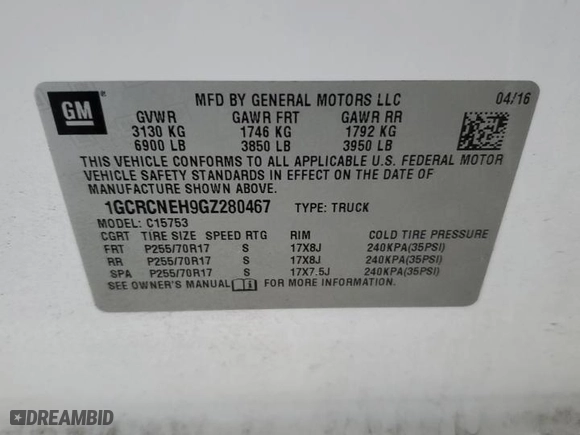 GM
MFD BY GENERAL MOTORS LLC 04/16
GVWR GAWR FRT GAWR RR
3130 KG 1746 KG 1792 KG
6900 LB 3850 LB 3950 LB
THIS VEHICLE CONFORMS TO ALL APPLICABLE U.S. FEDERAL MOTOR
VEHICLE SAFETY STANDARDS IN EFFECT ON THE DATE OF
MANUFACTURE SHOWN ABOVE.
1GCRCNEH9GZ280467 TYPE: TRUCK
MODEL: C15753
CGRT TIRE SIZE SPEED RTG RIM COLD TIRE PRESSURE
FRT P255/70R17 S 17X8J 240KPA(35PSI)
RR P255/70R17 S 17X8J 240KPA(35PSI)
SPA P255/70R17 S 17X7.5J 240KPA(35PSI)
SEE OWNER'S MANUAL FOR MORE INFORMATION.
DREAMBID